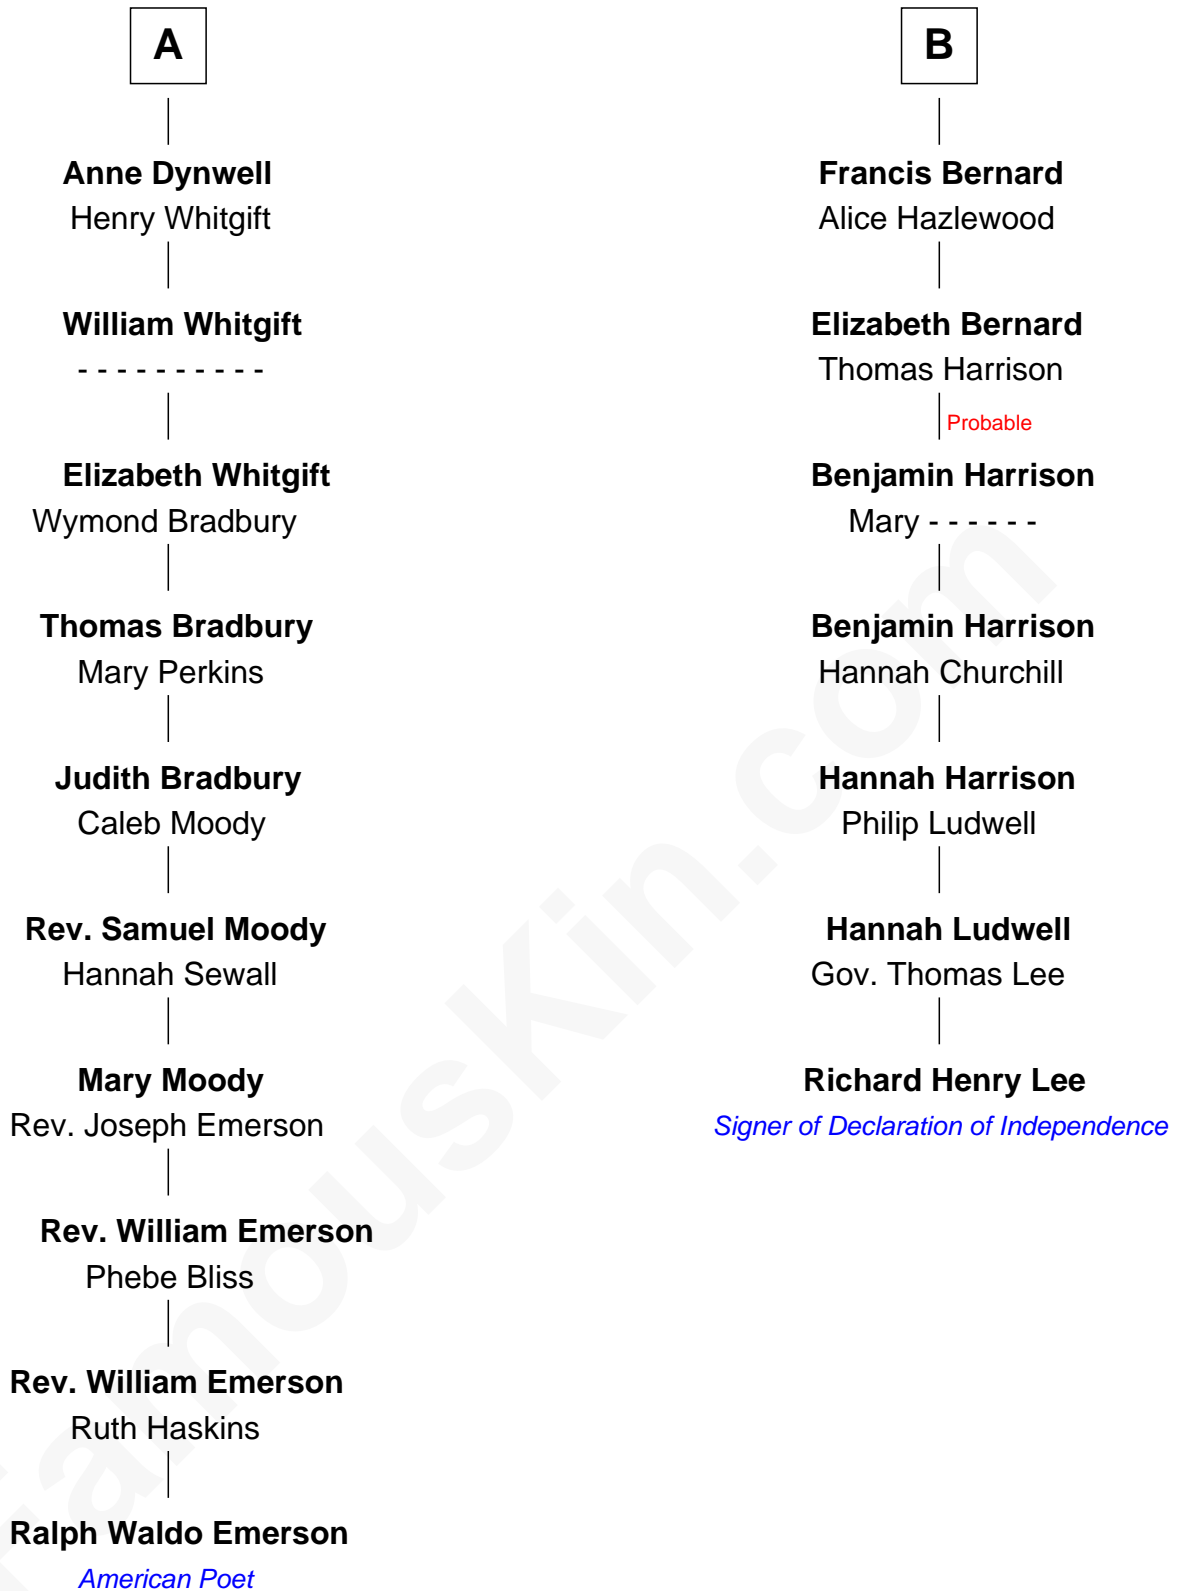 A
Anne Dynwell
Henry Whitgift
William Whitgift
- - - - - - - - - -
Elizabeth Whitgift
Wymond Bradbury
Thomas Bradbury
Mary Perkins
Judith Bradbury
Caleb Moody
Rev. Samuel Moody
Hannah Sewall
Mary Moody
Rev. Joseph Emerson
Rev. William Emerson
Phebe Bliss
Rev. William Emerson
Ruth Haskins
Ralph Waldo Emerson
American Poet
B
Francis Bernard
Alice Hazlewood
Elizabeth Bernard
Thomas Harrison
Probable
Benjamin Harrison
Mary - - - - - -
Benjamin Harrison
Hannah Churchill
Hannah Harrison
Philip Ludwell
Hannah Ludwell
Gov. Thomas Lee
Richard Henry Lee
Signer of Declaration of Independence
FamousKin.com